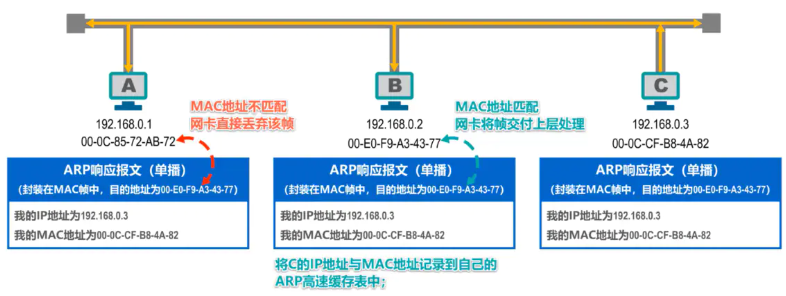 A
B
C
192.168.0.1
00-0C-85-72-AB-72
MAC地址不匹配
网卡直接丢弃该帧
192.168.0.2
00-E0-F9-A3-43-77
MAC地址匹配
网卡将帧交付上层处理
192.168.0.3
00-0C-CF-B8-4A-82
ARP响应报文（单播）
(封装在MAC帧中，目的地址为00-E0-F9-A3-43-77)
我的IP地址为192.168.0.3
我的MAC地址为00-0C-CF-B8-4A-82
ARP响应报文（单播）
(封装在MAC帧中，目的地址为00-E0-F9-A3-43-77)
我的IP地址为192.168.0.3
我的MAC地址为00-0C-CF-B8-4A-82
ARP响应报文（单播）
(封装在MAC帧中，目的地址为00-E0-F9-A3-43-77)
我的IP地址为192.168.0.3
我的MAC地址为00-0C-CF-B8-4A-82
将C的IP地址与MAC地址记录到自己的
ARP高速缓存表中；